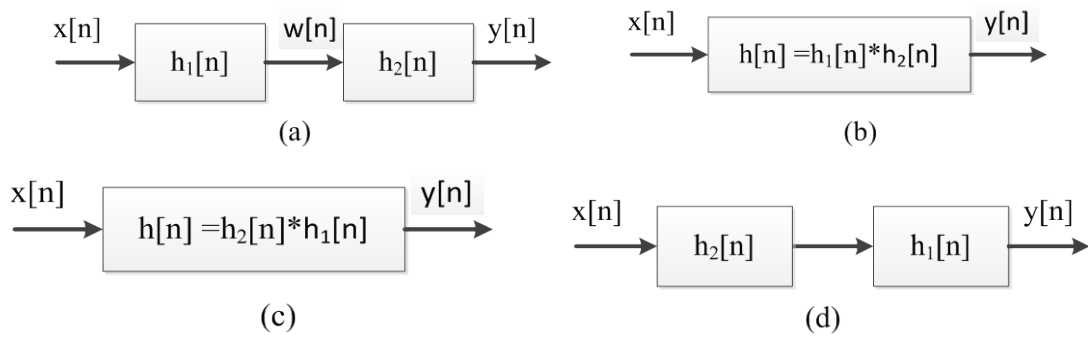 x[n] h₁[n] w[n] h₂[n] y[n]
(a)
x[n] h[n] =h₁[n]*h₂[n] y[n]
(b)
x[n] h[n] =h₂[n]*h₁[n] y[n]
(c)
x[n] h₂[n] h₁[n] y[n]
(d)